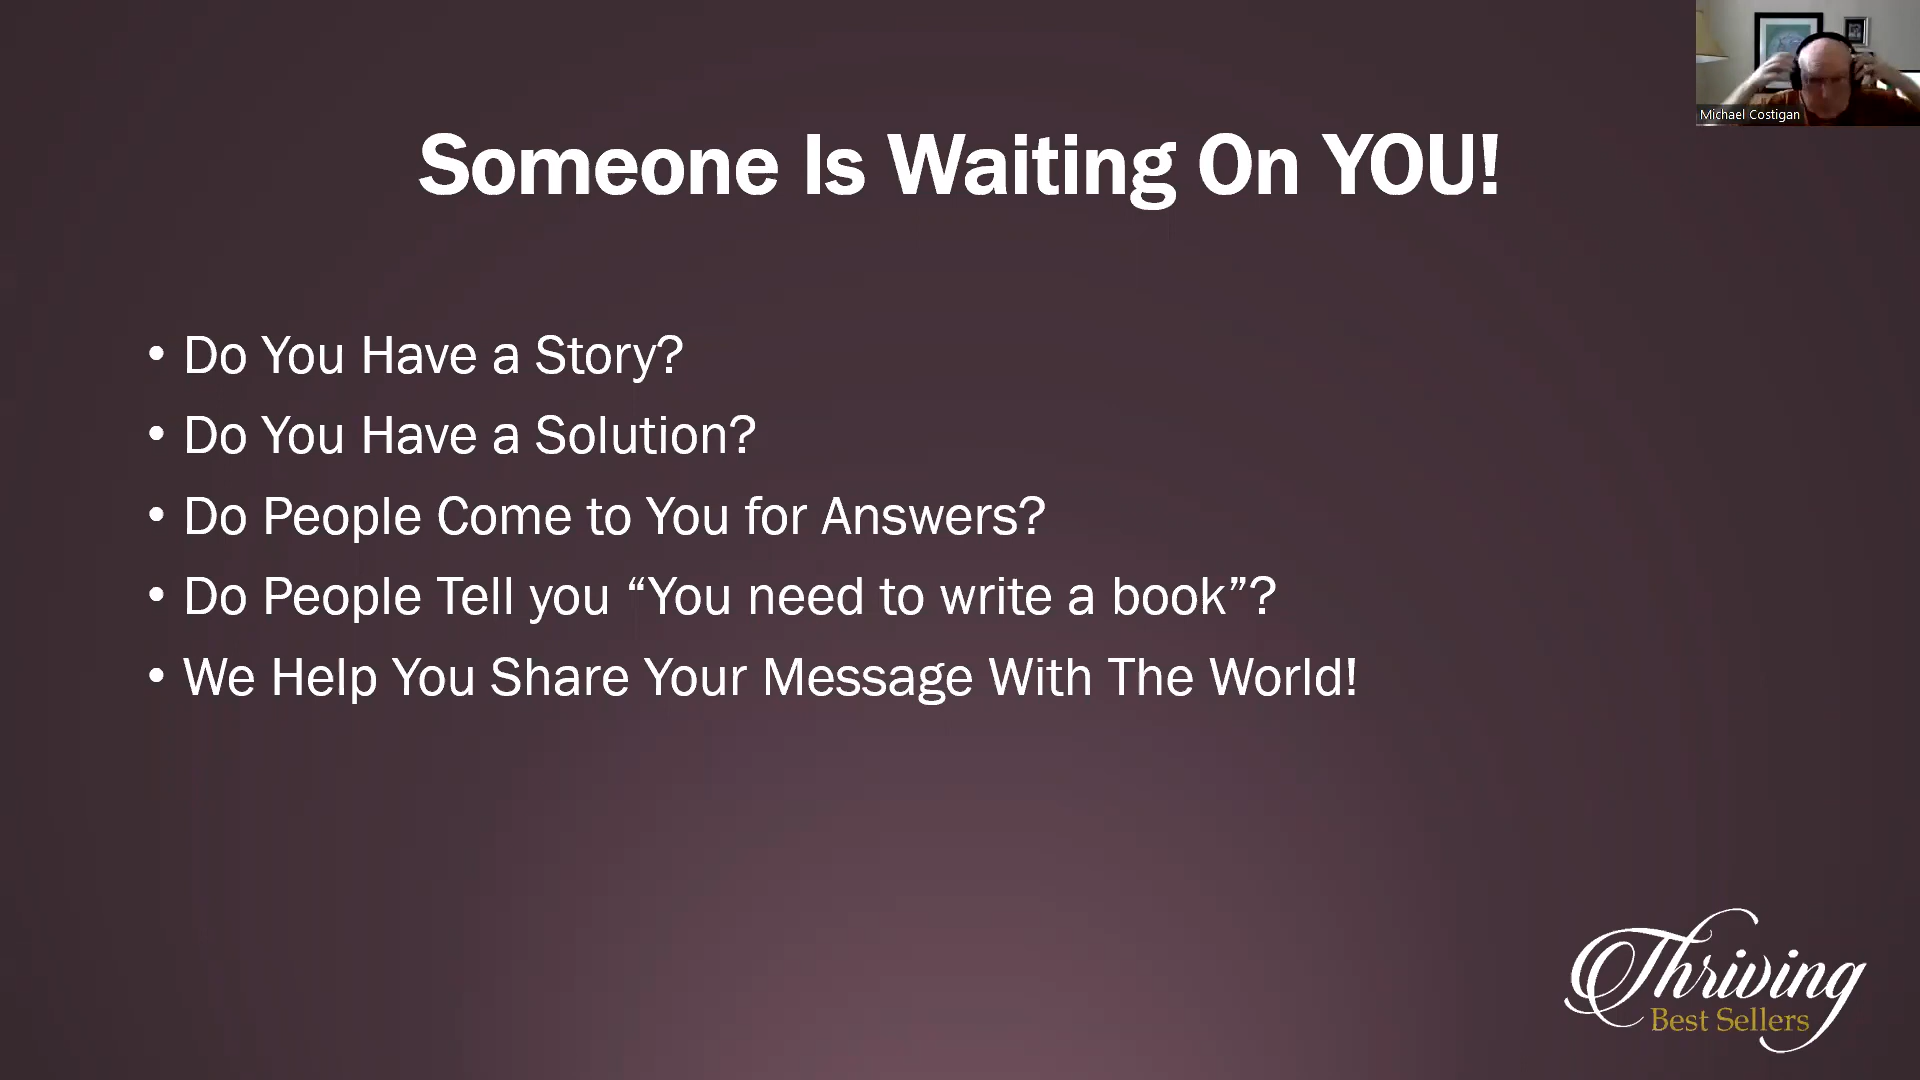 Michael Costigan
Someone Is Waiting On YOU!
• Do You Have a Story?
• Do You Have a Solution?
• Do People Come to You for Answers?
• Do People Tell you “You need to write a book”?
• We Help You Share Your Message With The World!
Thriving
Best Sellers